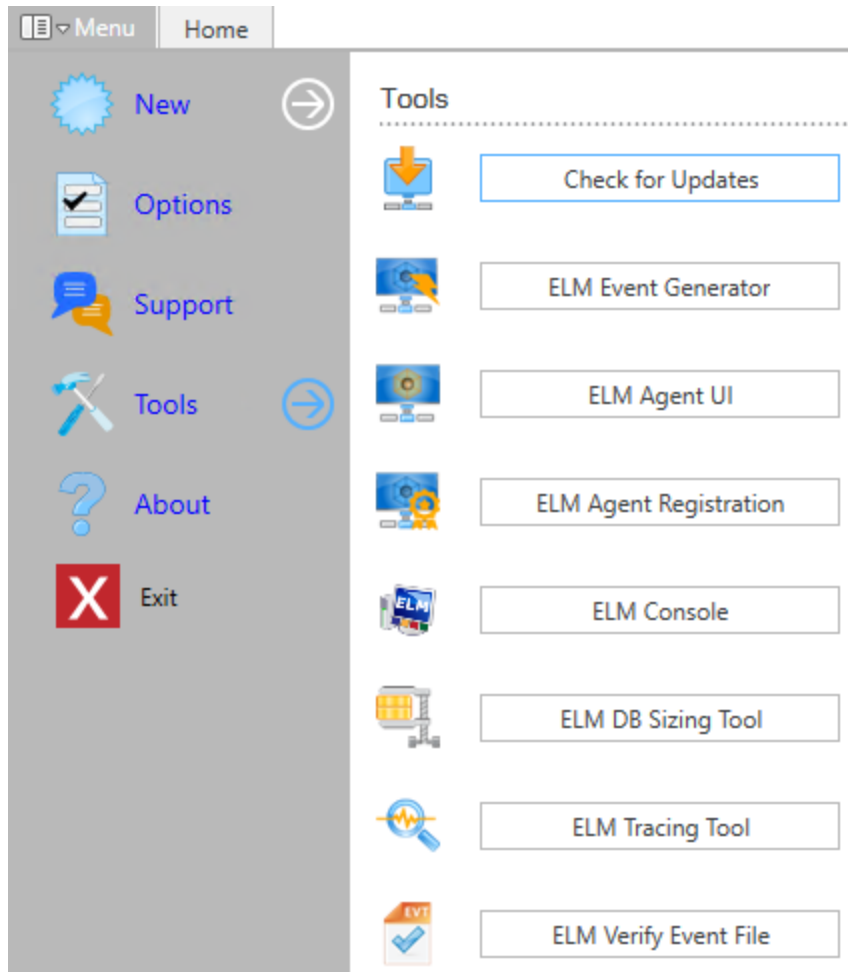 Menu
Home
New
Options
Support
Tools
About
Exit
Tools
Check for Updates
ELM Event Generator
ELM Agent UI
ELM Agent Registration
ELM
ELM Console
ELM DB Sizing Tool
ELM Tracing Tool
EVT
ELM Verify Event File